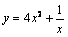 y = 4x² + 1/x